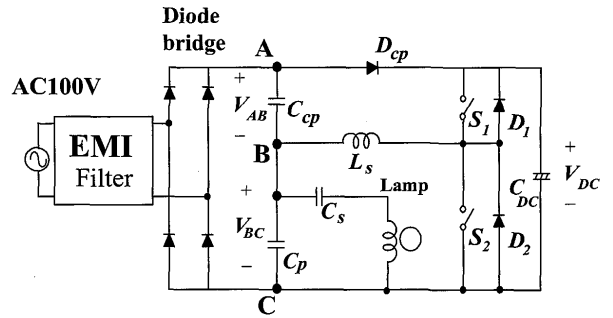 Diode
bridge
A
D_cp
AC100V
+
V_AB
−
C_cp
S_1
D_1
EMI
Filter
B
L_s
+
V_DC
−
C_DC
+
V_BC
−
C_s
Lamp
C_p
S_2
D_2
C